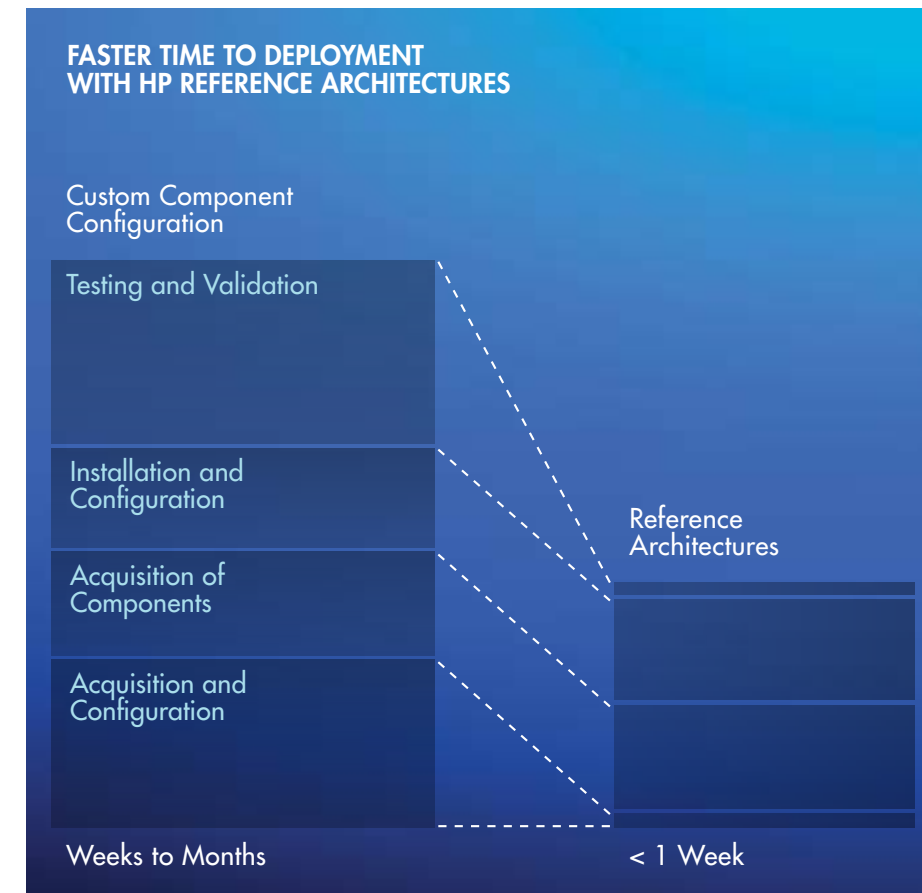 FASTER TIME TO DEPLOYMENT
WITH HP REFERENCE ARCHITECTURES
Custom Component
Configuration
Testing and Validation
Installation and
Configuration
Acquisition of
Components
Acquisition and
Configuration
Weeks to Months
Reference
Architectures
< 1 Week